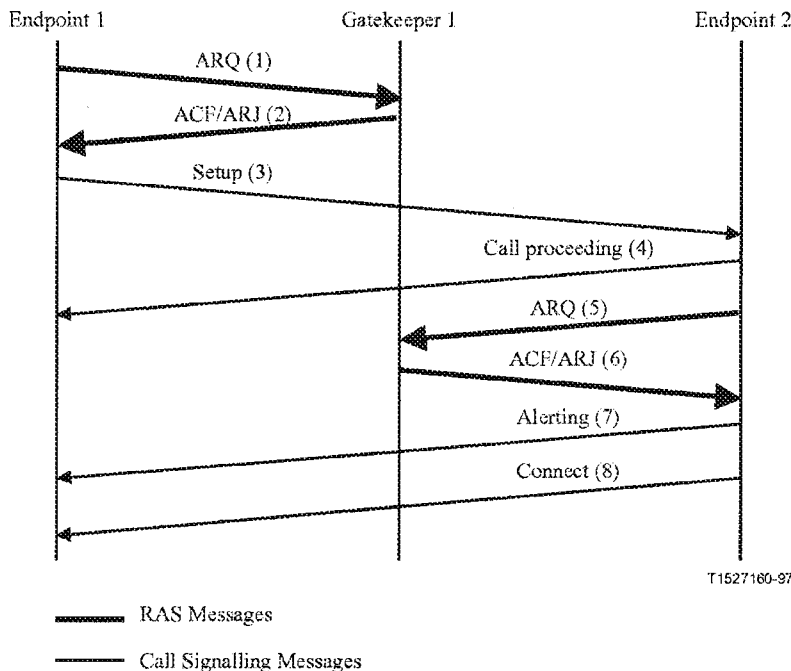 Endpoint 1 Gatekeeper 1 Endpoint 2
ARQ (1)
ACF/ARJ (2)
Setup (3)
Call proceeding (4)
ARQ (5)
ACF/ARJ (6)
Alerting (7)
Connect (8)
T1527160-97
RAS Messages
Call Signalling Messages